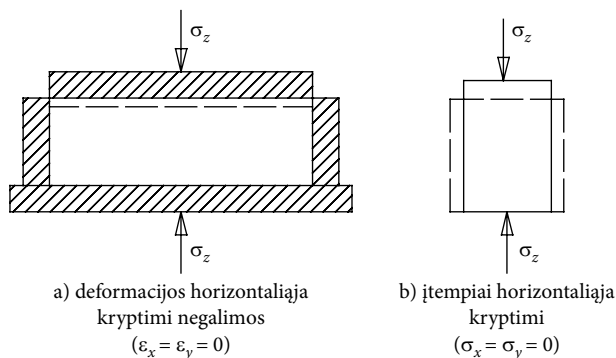 σz
σz
σz
σz
a) deformacijos horizontaliąja
kryptimi negalimos
(εx = εy = 0)
b) įtempiai horizontaliąja
kryptimi
(σx = σy = 0)